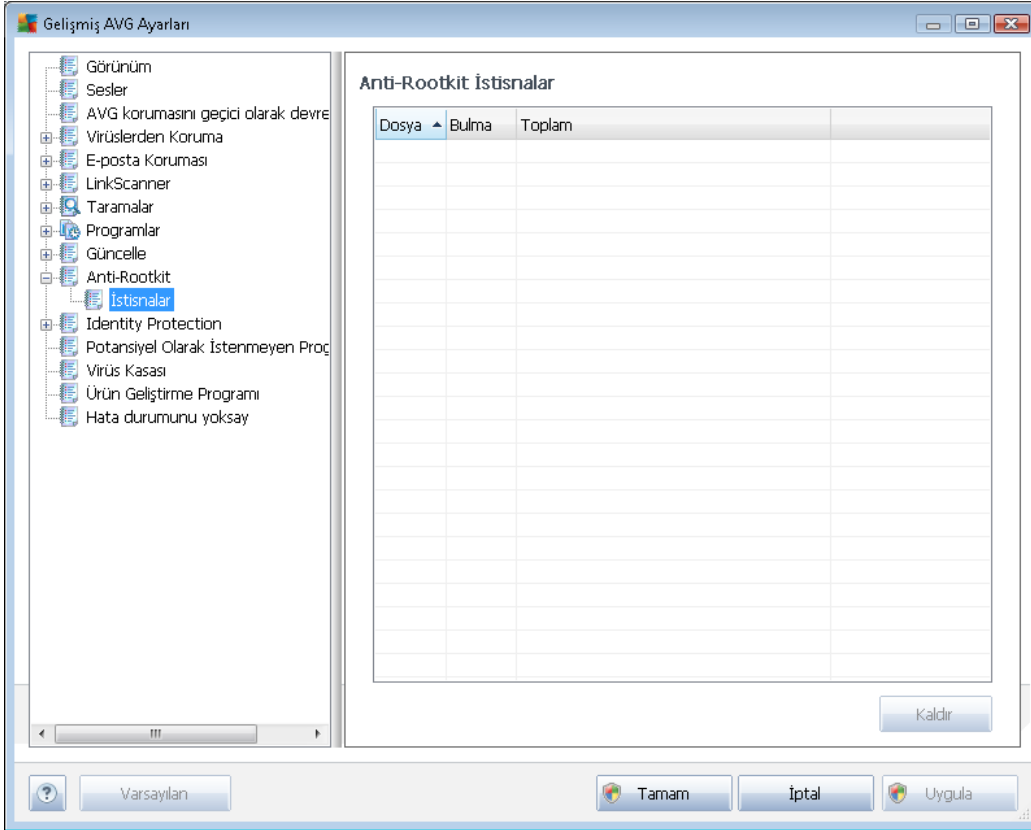 Gelişmiş AVG Ayarları
Görünüm
Sesler
AVG korumasını geçici olarak devre
Virüslerden Koruma
E-posta Koruması
LinkScanner
Taramalar
Programlar
Güncelle
Anti-Rootkit
İstisnalar
Identity Protection
Potansiyel Olarak İstenmeyen Prog
Virüs Kasası
Ürün Geliştirme Programı
Hata durumunu yoksay
Anti-Rootkit İstisnalar
Dosya Bulma Toplam
Kaldır
? Varsayılan Tamam İptal Uygula